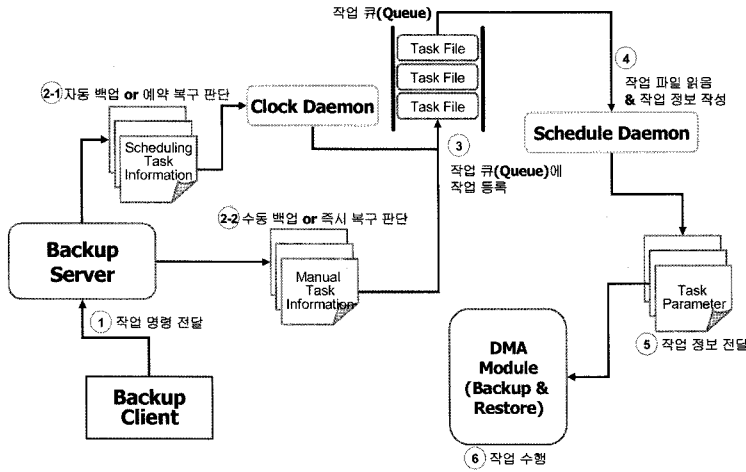 작업 큐(Queue)
Task File
Task File
Task File
4
작업 파일 읽음
& 작업 정보 작성
2-1 자동 백업 or 예약 복구 판단
Clock Daemon
Scheduling
Task
Information
Schedule Daemon
3
작업 큐(Queue)에
작업 등록
2-2 수동 백업 or 즉시 복구 판단
Backup
Server
Manual
Task
Information
Task
Parameter
1 작업 명령 전달
5 작업 정보 전달
DMA
Module
(Backup &
Restore)
Backup
Client
6 작업 수행